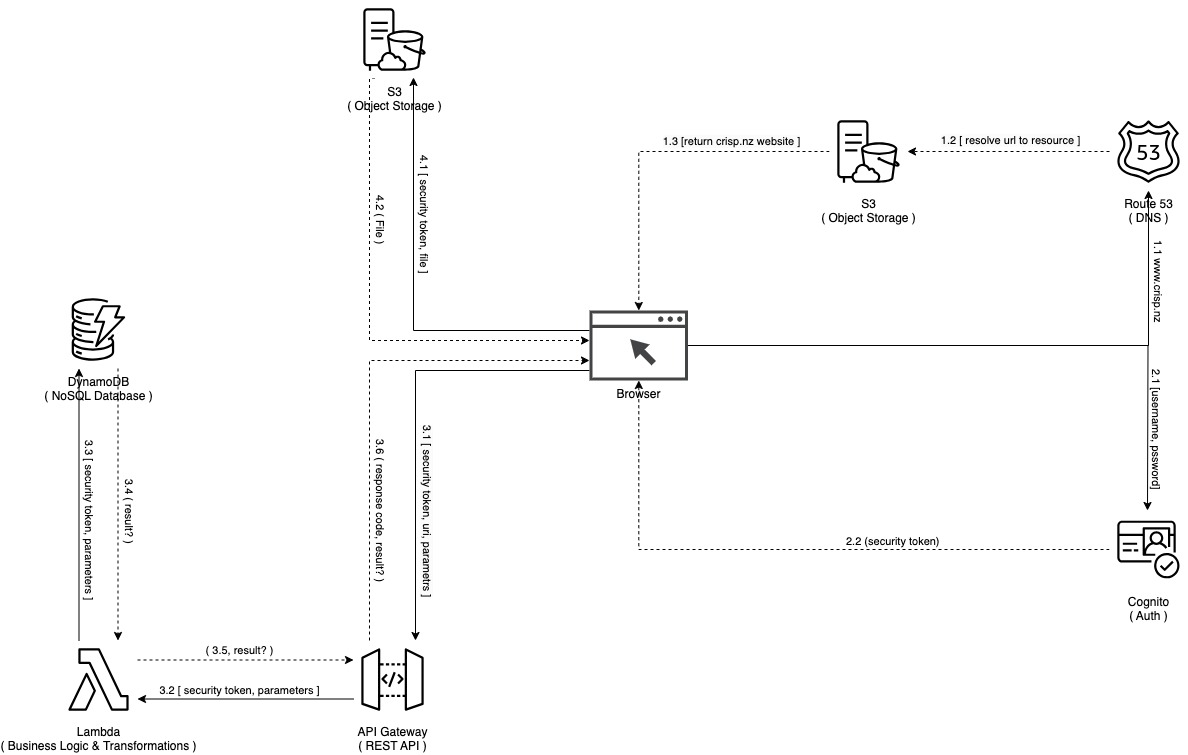 S3
( Object Storage )
1.3 [return crisp.nz website ]
1.2 [ resolve url to resource ]
53
S3
( Object Storage )
Route 53
( DNS )
4.1 [ security token, file ]
4.2 ( File )
1.1 www.crisp.nz
DynamoDB
( NoSQL Database )
Browser
2.1 [username, pssword]
3.3 [ security token, parameters ]
3.4 ( result? )
3.6 ( response code, result? )
3.1 [ security token, uri, parametrs ]
2.2 (security token)
Cognito
( Auth )
( 3.5, result? )
3.2 [ security token, parameters ]
</>
Lambda
( Business Logic & Transformations )
API Gateway
( REST API )